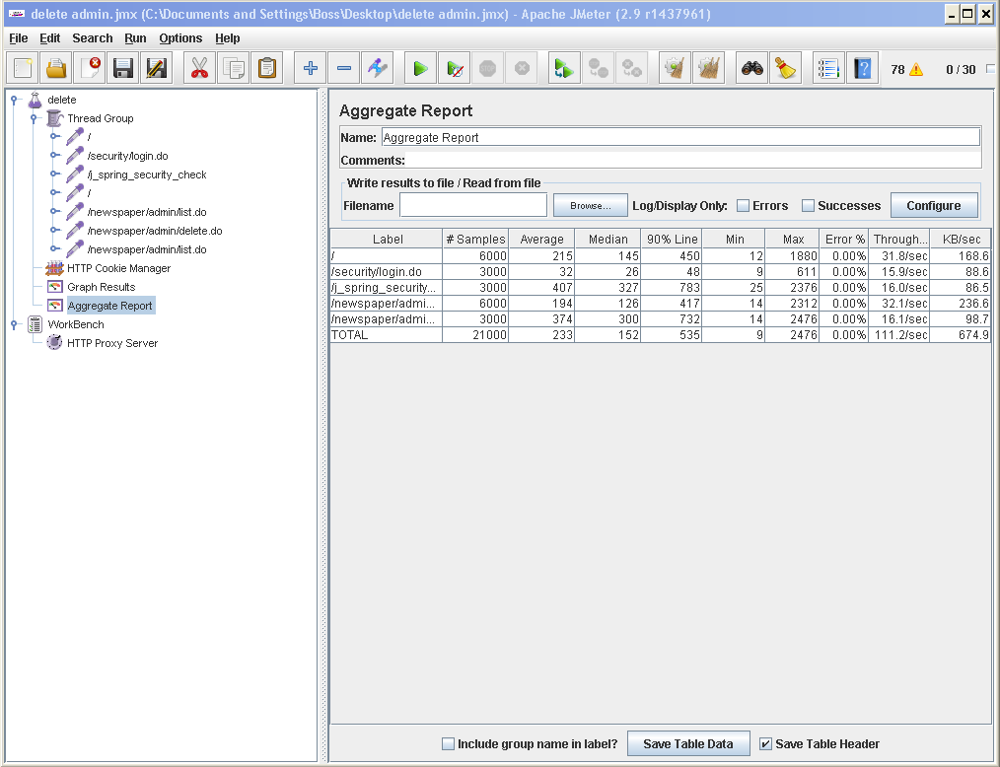 delete admin.jmx (C:\Documents and Settings\Boss\Desktop\delete admin.jmx) - Apache JMeter (2.9 r1437961)
File Edit Search Run Options Help
78 0 / 30
delete
Thread Group
/
/security/login.do
/j_spring_security_check
/
/newspaper/admin/list.do
/newspaper/admin/delete.do
/newspaper/admin/list.do
HTTP Cookie Manager
Graph Results
Aggregate Report
WorkBench
HTTP Proxy Server
Aggregate Report
Name: Aggregate Report
Comments:
Write results to file / Read from file
Filename Browse... Log/Display Only: Errors Successes Configure
Label # Samples Average Median 90% Line Min Max Error % Through... KB/sec
/ 6000 215 145 450 12 1880 0.00% 31.8/sec 168.6
/security/login.do 3000 32 26 48 9 611 0.00% 15.9/sec 88.6
/j_spring_security... 3000 407 327 783 25 2376 0.00% 16.0/sec 86.5
/newspaper/admi... 6000 194 126 417 14 2312 0.00% 32.1/sec 236.6
/newspaper/admi... 3000 374 300 732 14 2476 0.00% 16.1/sec 98.7
TOTAL 21000 233 152 535 9 2476 0.00% 111.2/sec 674.9
Include group name in label? Save Table Data Save Table Header